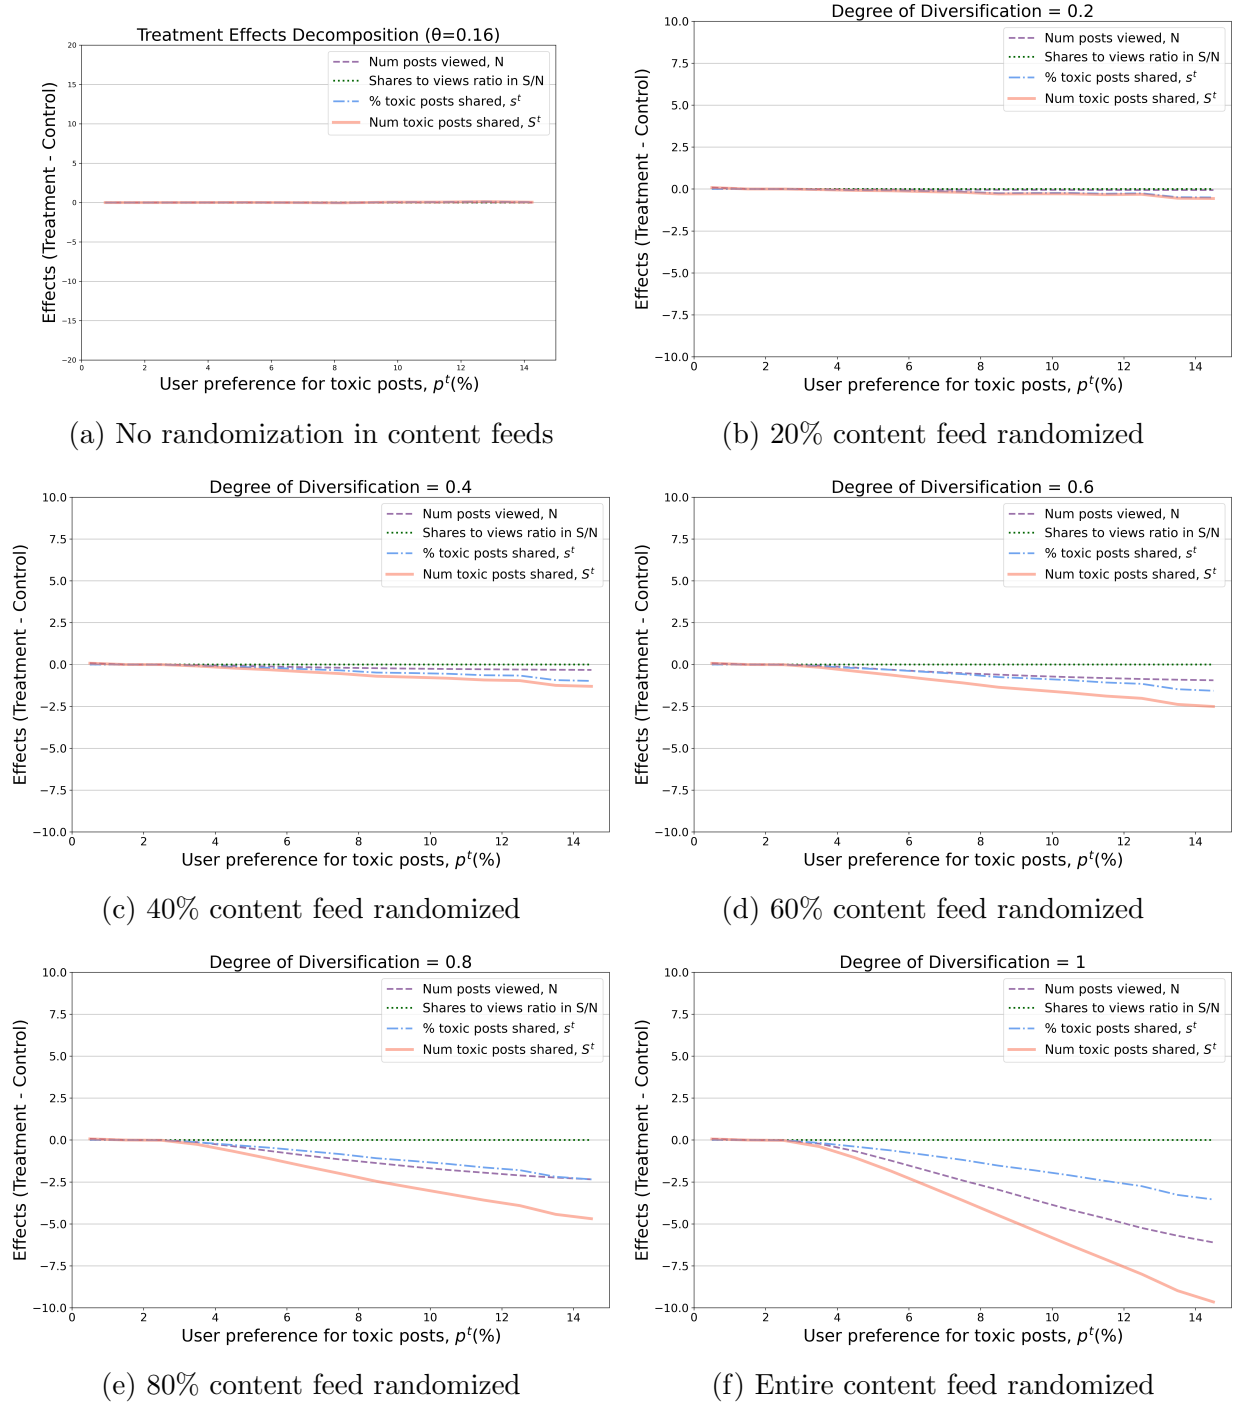 Treatment Effects Decomposition (θ=0.16)
20
15
10
5
0
−5
−10
−15
−20
Effects (Treatment - Control)
Num posts viewed, N
Shares to views ratio in S/N
% toxic posts shared, s^t
Num toxic posts shared, S^t
0 2 4 6 8 10 12 14
User preference for toxic posts, p^t(%)
(a) No randomization in content feeds
Degree of Diversification = 0.2
10.0
7.5
5.0
2.5
0.0
−2.5
−5.0
−7.5
−10.0
Effects (Treatment - Control)
Num posts viewed, N
Shares to views ratio in S/N
% toxic posts shared, s^t
Num toxic posts shared, S^t
0 2 4 6 8 10 12 14
User preference for toxic posts, p^t(%)
(b) 20% content feed randomized
Degree of Diversification = 0.4
10.0
7.5
5.0
2.5
0.0
−2.5
−5.0
−7.5
−10.0
Effects (Treatment - Control)
Num posts viewed, N
Shares to views ratio in S/N
% toxic posts shared, s^t
Num toxic posts shared, S^t
0 2 4 6 8 10 12 14
User preference for toxic posts, p^t(%)
(c) 40% content feed randomized
Degree of Diversification = 0.6
10.0
7.5
5.0
2.5
0.0
−2.5
−5.0
−7.5
−10.0
Effects (Treatment - Control)
Num posts viewed, N
Shares to views ratio in S/N
% toxic posts shared, s^t
Num toxic posts shared, S^t
0 2 4 6 8 10 12 14
User preference for toxic posts, p^t(%)
(d) 60% content feed randomized
Degree of Diversification = 0.8
10.0
7.5
5.0
2.5
0.0
−2.5
−5.0
−7.5
−10.0
Effects (Treatment - Control)
Num posts viewed, N
Shares to views ratio in S/N
% toxic posts shared, s^t
Num toxic posts shared, S^t
0 2 4 6 8 10 12 14
User preference for toxic posts, p^t(%)
(e) 80% content feed randomized
Degree of Diversification = 1
10.0
7.5
5.0
2.5
0.0
−2.5
−5.0
−7.5
−10.0
Effects (Treatment - Control)
Num posts viewed, N
Shares to views ratio in S/N
% toxic posts shared, s^t
Num toxic posts shared, S^t
0 2 4 6 8 10 12 14
User preference for toxic posts, p^t(%)
(f) Entire content feed randomized